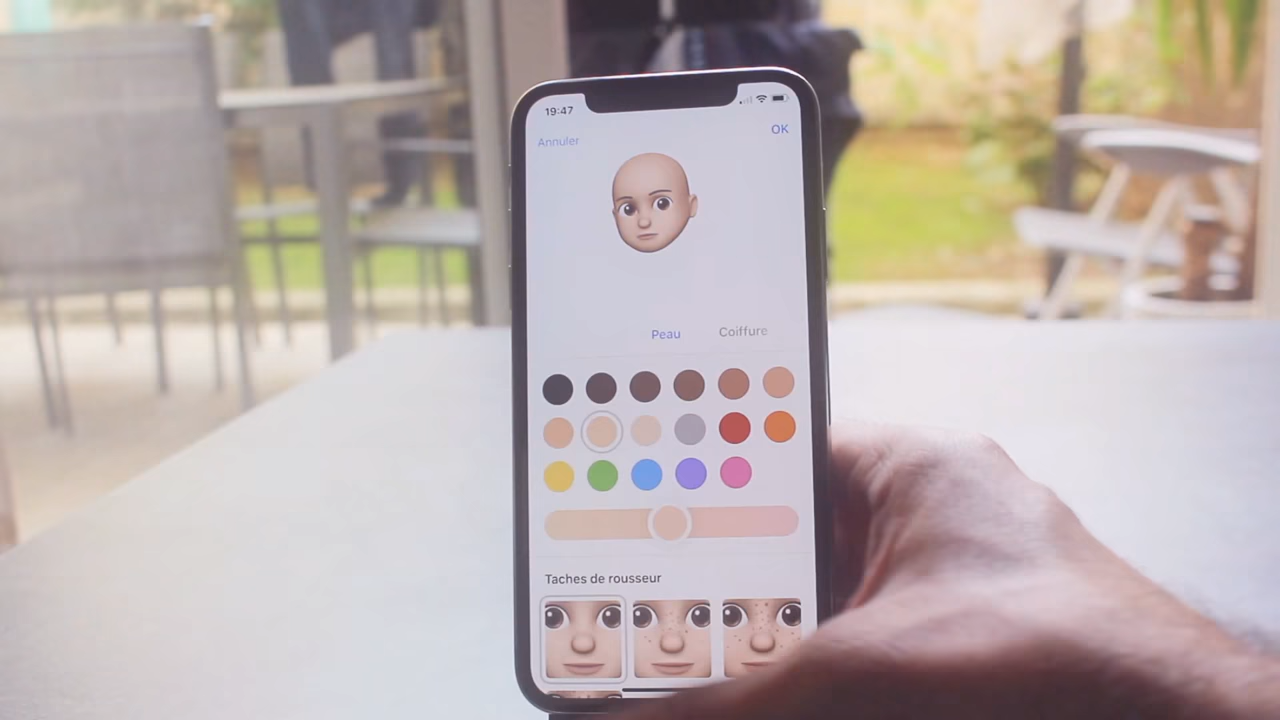 19:47
Annuler
OK
Peau
Coiffure
Taches de rousseur